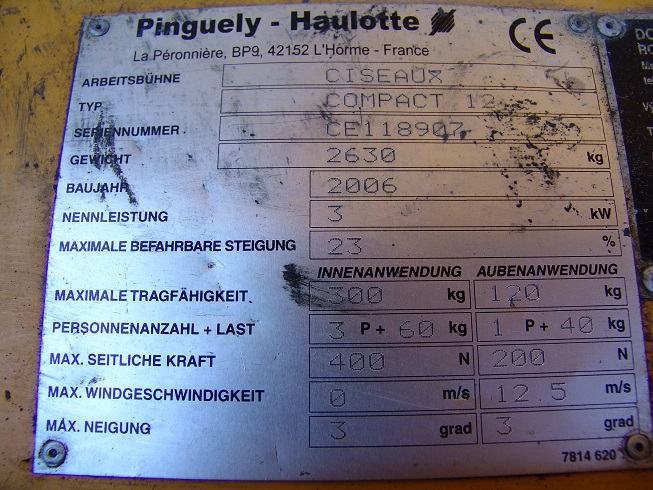 Pinguely - Haulotte
La Péronnière, BP9, 42152 L'Horme - France
CE
ARBEITSBÜHNE CISEAUX
TYP COMPACT 12
SERIENNUMMER CE118907
GEWICHT 2630 kg
BAUJAHR 2006
NENNLEISTUNG 3 kW
MAXIMALE BEFAHRBARE STEIGUNG 23 %
INNENANWENDUNG AUBENANWENDUNG
MAXIMALE TRAGFÄHIGKEIT 300 kg 120 kg
PERSONNENANZAHL + LAST 3 P + 60 kg 1 P + 40 kg
MAX. SEITLICHE KRAFT 400 N 200 N
MAX. WINDGESCHWINDIGKEIT 0 m/s 12.5 m/s
MAX. NEIGUNG 3 grad 3 grad
7814 620
DO